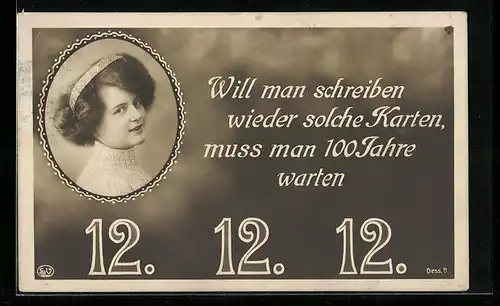 Will man schreiben
wieder solche Karten,
muss man 100 Jahre
warten
12. 12. 12.